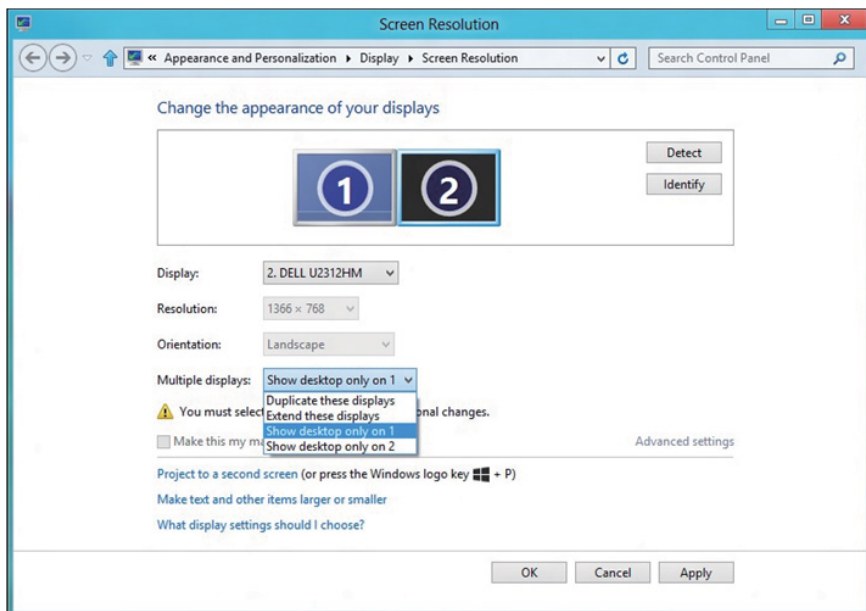 Screen Resolution
« Appearance and Personalization ▸ Display ▸ Screen Resolution
Search Control Panel
Change the appearance of your displays
1 2
Detect
Identify
Display: 2. DELL U2312HM
Resolution: 1366 × 768
Orientation: Landscape
Multiple displays: Show desktop only on 1
Duplicate these displays
You must selec onal changes.
Extend these displays
Show desktop only on 1
Make this my ma Advanced settings
Show desktop only on 2
Project to a second screen (or press the Windows logo key + P)
Make text and other items larger or smaller
What display settings should I choose?
OK Cancel Apply